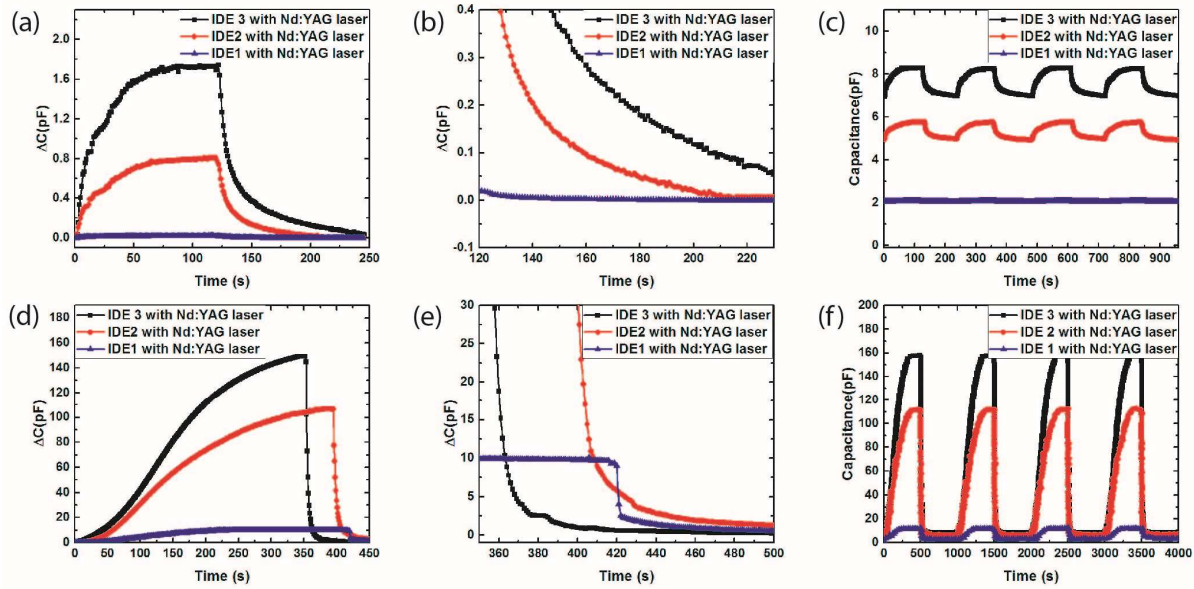 (a)
IDE 3 with Nd:YAG laser
IDE2 with Nd:YAG laser
IDE1 with Nd:YAG laser
ΔC(pF)
2.0
1.6
1.2
0.8
0.4
0.0
0 50 100 150 200 250
Time (s)
(b)
IDE 3 with Nd:YAG laser
IDE2 with Nd:YAG laser
IDE1 with Nd:YAG laser
ΔC(pF)
0.4
0.3
0.2
0.1
0.0
-0.1
120 140 160 180 200 220
Time (s)
(c)
IDE 3 with Nd:YAG laser
IDE2 with Nd:YAG laser
IDE1 with Nd:YAG laser
Capacitance(pF)
10
8
6
4
2
0
0 100 200 300 400 500 600 700 800 900
Time (s)
(d)
IDE 3 with Nd:YAG laser
IDE2 with Nd:YAG laser
IDE1 with Nd:YAG laser
ΔC(pF)
180
150
120
90
60
30
10
0
0 50 100 150 200 250 300 350 400 450
Time (s)
(e)
IDE 3 with Nd:YAG laser
IDE2 with Nd:YAG laser
IDE1 with Nd:YAG laser
ΔC(pF)
30
25
20
15
10
5
0
360 400 420 440 460 480 500
Time (s)
(f)
IDE 3 with Nd:YAG laser
IDE 2 with Nd:YAG laser
IDE 1 with Nd:YAG laser
Capacitance(pF)
200
180
160
140
120
100
80
60
40
20
0
0 500 1000 1500 2000 2500 3000 3500 4000
Time (s)